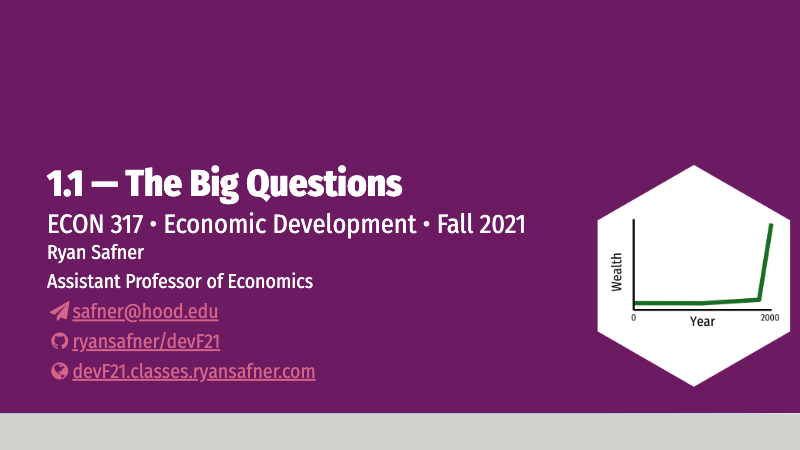 1.1 — The Big Questions
ECON 317 • Economic Development • Fall 2021
Ryan Safner
Assistant Professor of Economics
safner@hood.edu
ryansafner/devF21
devF21.classes.ryansafner.com
Wealth
0
2000
Year